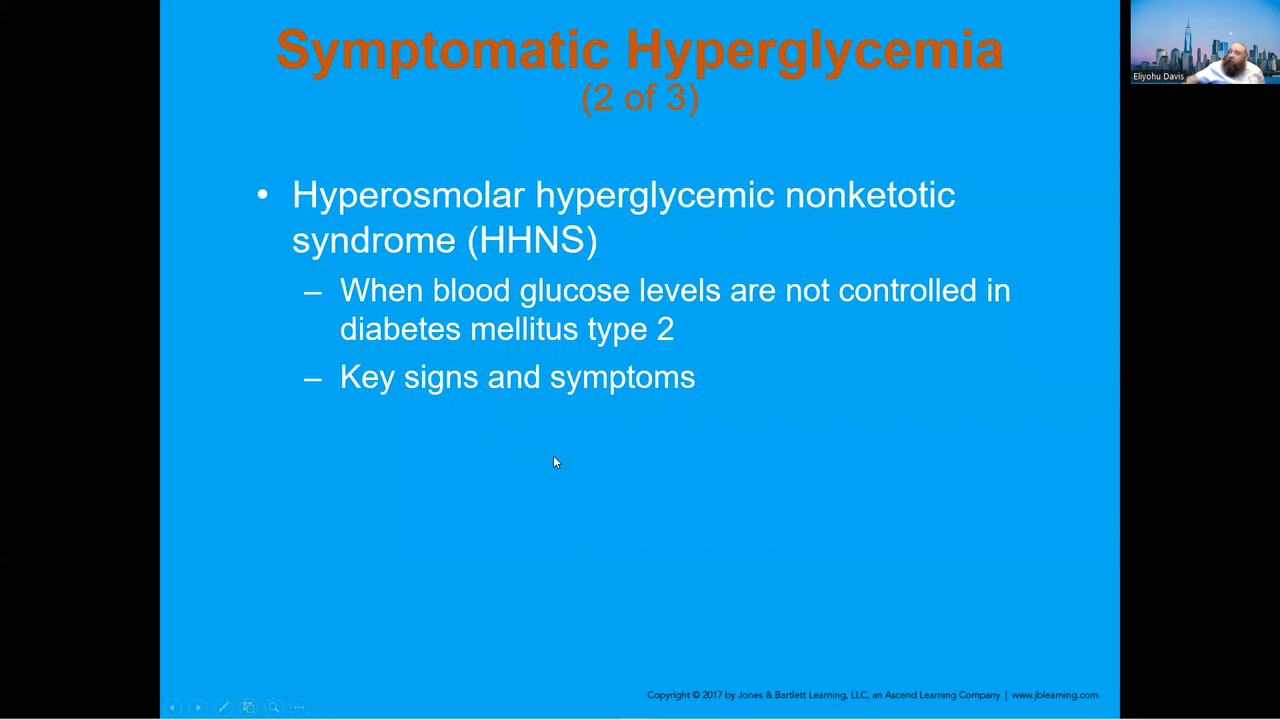 Symptomatic Hyperglycemia
(2 of 3)
• Hyperosmolar hyperglycemic nonketotic
syndrome (HHNS)
– When blood glucose levels are not controlled in
diabetes mellitus type 2
– Key signs and symptoms
Eliyohu Davis
Copyright © 2017 by Jones & Bartlett Learning, LLC, an Ascend Learning Company | www.jblearning.com